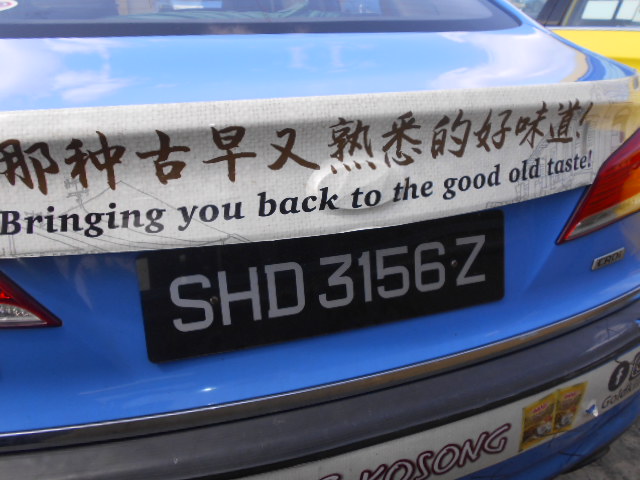 那种古早又熟悉的好味道!
Bringing you back to the good old taste!
SHD 3156 Z
CRDi
KOSONG